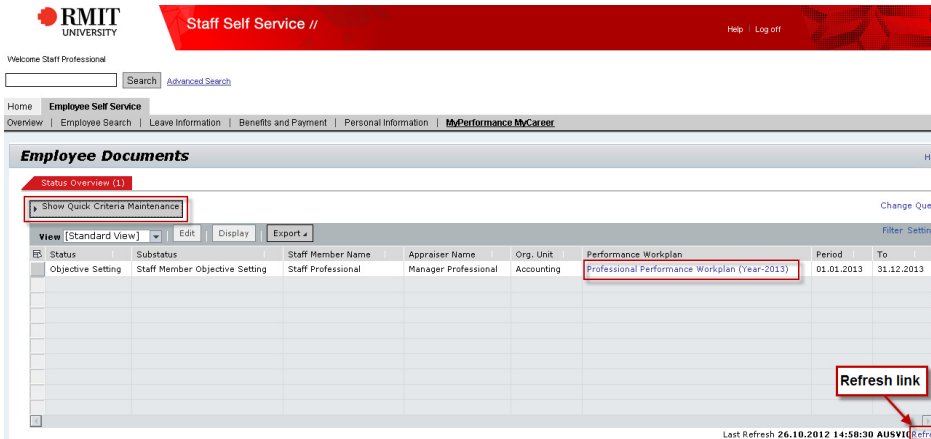 RMIT
UNIVERSITY
Staff Self Service //
Help | Log off
Welcome Staff Professional
Search Advanced Search
Home Employee Self Service
Overview | Employee Search | Leave Information | Benefits and Payment | Personal Information | MyPerformance MyCareer
Employee Documents H
Status Overview (1)
Show Quick Criteria Maintenance Change Que
View [Standard View] Edit Display Export Filter Settin
Status Substatus Staff Member Name Appraiser Name Org. Unit Performance Workplan Period To
Objective Setting Staff Member Objective Setting Staff Professional Manager Professional Accounting Professional Performance Workplan (Year-2013) 01.01.2013 31.12.2013
Refresh link
Last Refresh 26.10.2012 14:58:30 AUSVIC Refre